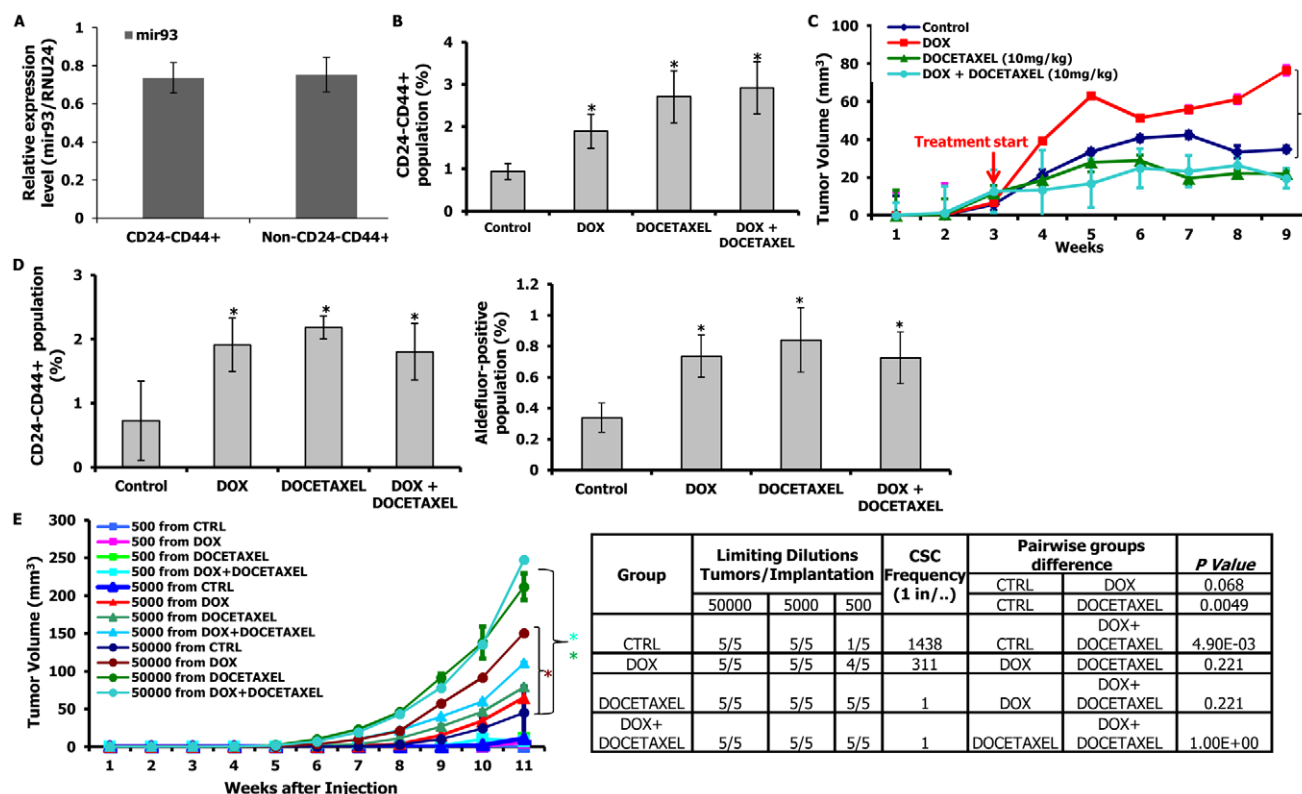 A
Relative expression
level (mir93/RNU24)
1
0.8
0.6
0.4
0.2
0
mir93
CD24-CD44+
Non-CD24-CD44+
B
CD24-CD44+
population (%)
4
3
2
1
0
*
*
*
Control
DOX
DOCETAXEL
DOX +
DOCETAXEL
C
Tumor Volume (mm3)
100
80
60
40
20
0
Control
DOX
DOCETAXEL (10mg/kg)
DOX + DOCETAXEL (10mg/kg)
Treatment start
1 2 3 4 5 6 7 8 9
Weeks
D
CD24-CD44+ population
(%)
3
2
1
0
*
*
*
Control
DOX
DOCETAXEL
DOX +
DOCETAXEL
Aldefluor-positive
population (%)
1.2
1
0.8
0.6
0.4
0.2
0
*
*
*
Control
DOX
DOCETAXEL
DOX +
DOCETAXEL
E
Tumor Volume (mm3)
300
250
200
150
100
50
0
500 from CTRL
500 from DOX
500 from DOCETAXEL
500 from DOX+DOCETAXEL
5000 from CTRL
5000 from DOX
5000 from DOCETAXEL
5000 from DOX+DOCETAXEL
50000 from CTRL
50000 from DOX
50000 from DOCETAXEL
50000 from DOX+DOCETAXEL
*
*
*
1 2 3 4 5 6 7 8 9 10 11
Weeks after Injection
Group
Limiting Dilutions
Tumors/Implantation
50000 5000 500
CSC
Frequency
(1 in/..)
Pairwise groups
difference
P Value
CTRL DOX 0.068
CTRL DOCETAXEL 0.0049
CTRL 5/5 5/5 1/5 1438 CTRL DOX+
DOCETAXEL 4.90E-03
DOX 5/5 5/5 4/5 311 DOX DOCETAXEL 0.221
DOCETAXEL 5/5 5/5 5/5 1 DOX DOX+
DOCETAXEL 0.221
DOX+
DOCETAXEL 5/5 5/5 5/5 1 DOCETAXEL DOX+
DOCETAXEL 1.00E+00